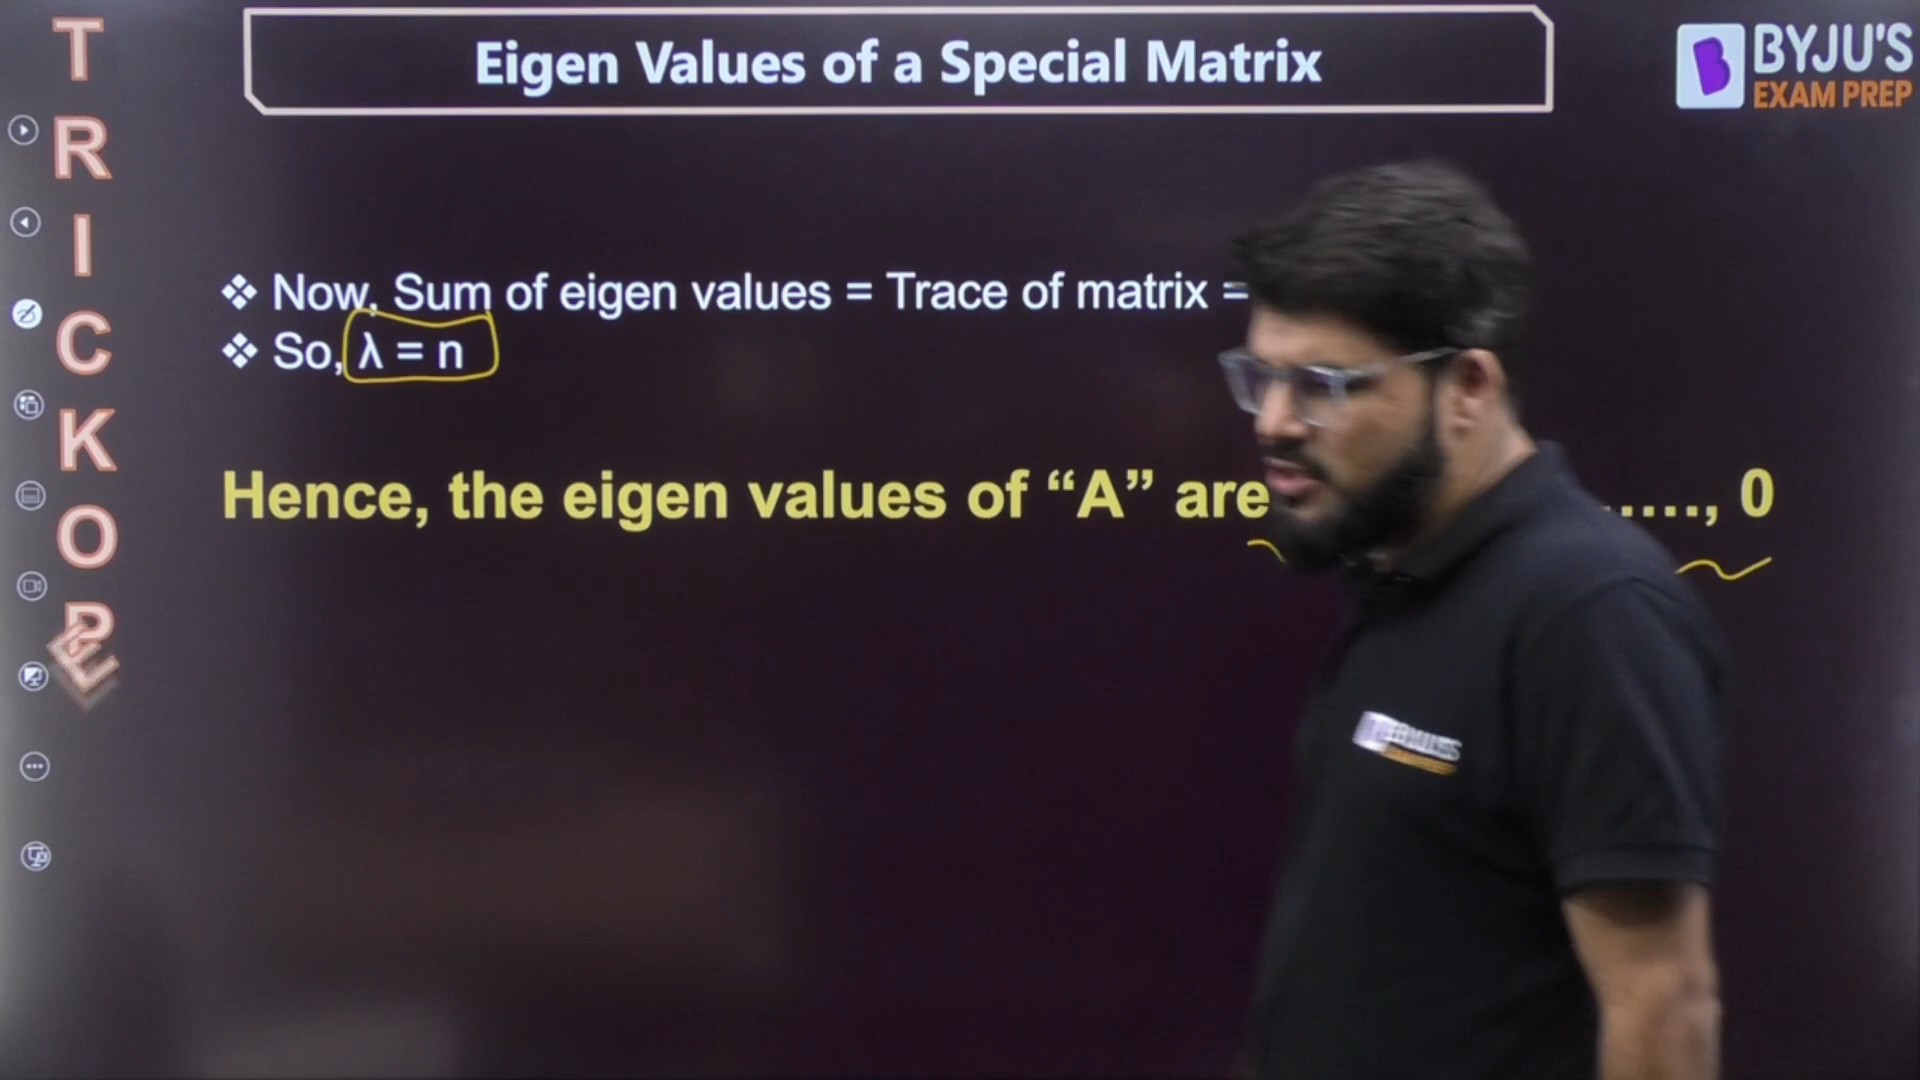 TRICKOPE
Eigen Values of a Special Matrix
BYJU'S
EXAM PREP
❖ Now, Sum of eigen values = Trace of matrix =
❖ So, λ = n
Hence, the eigen values of “A” are ....., 0